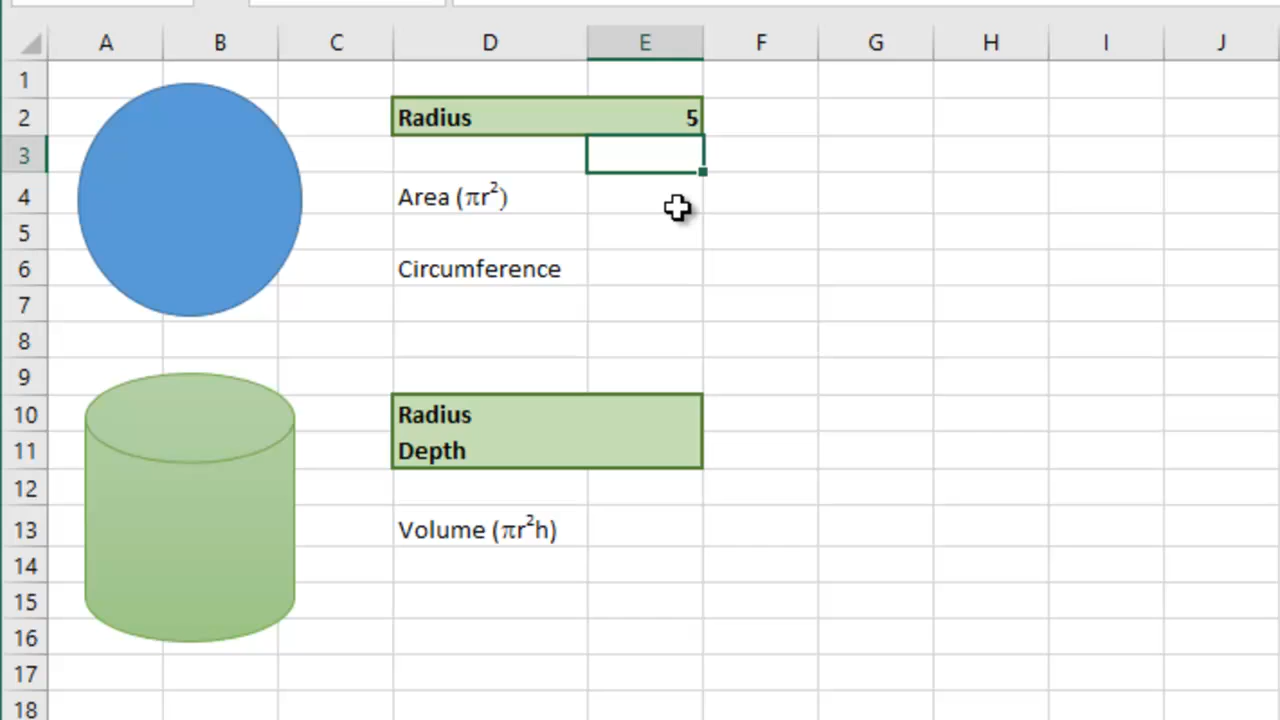 A B C D E F G H I J
1
2 Radius 5
3
4 Area (πr²)
5
6 Circumference
7
8
9
10 Radius
11 Depth
12
13 Volume (πr²h)
14
15
16
17
18